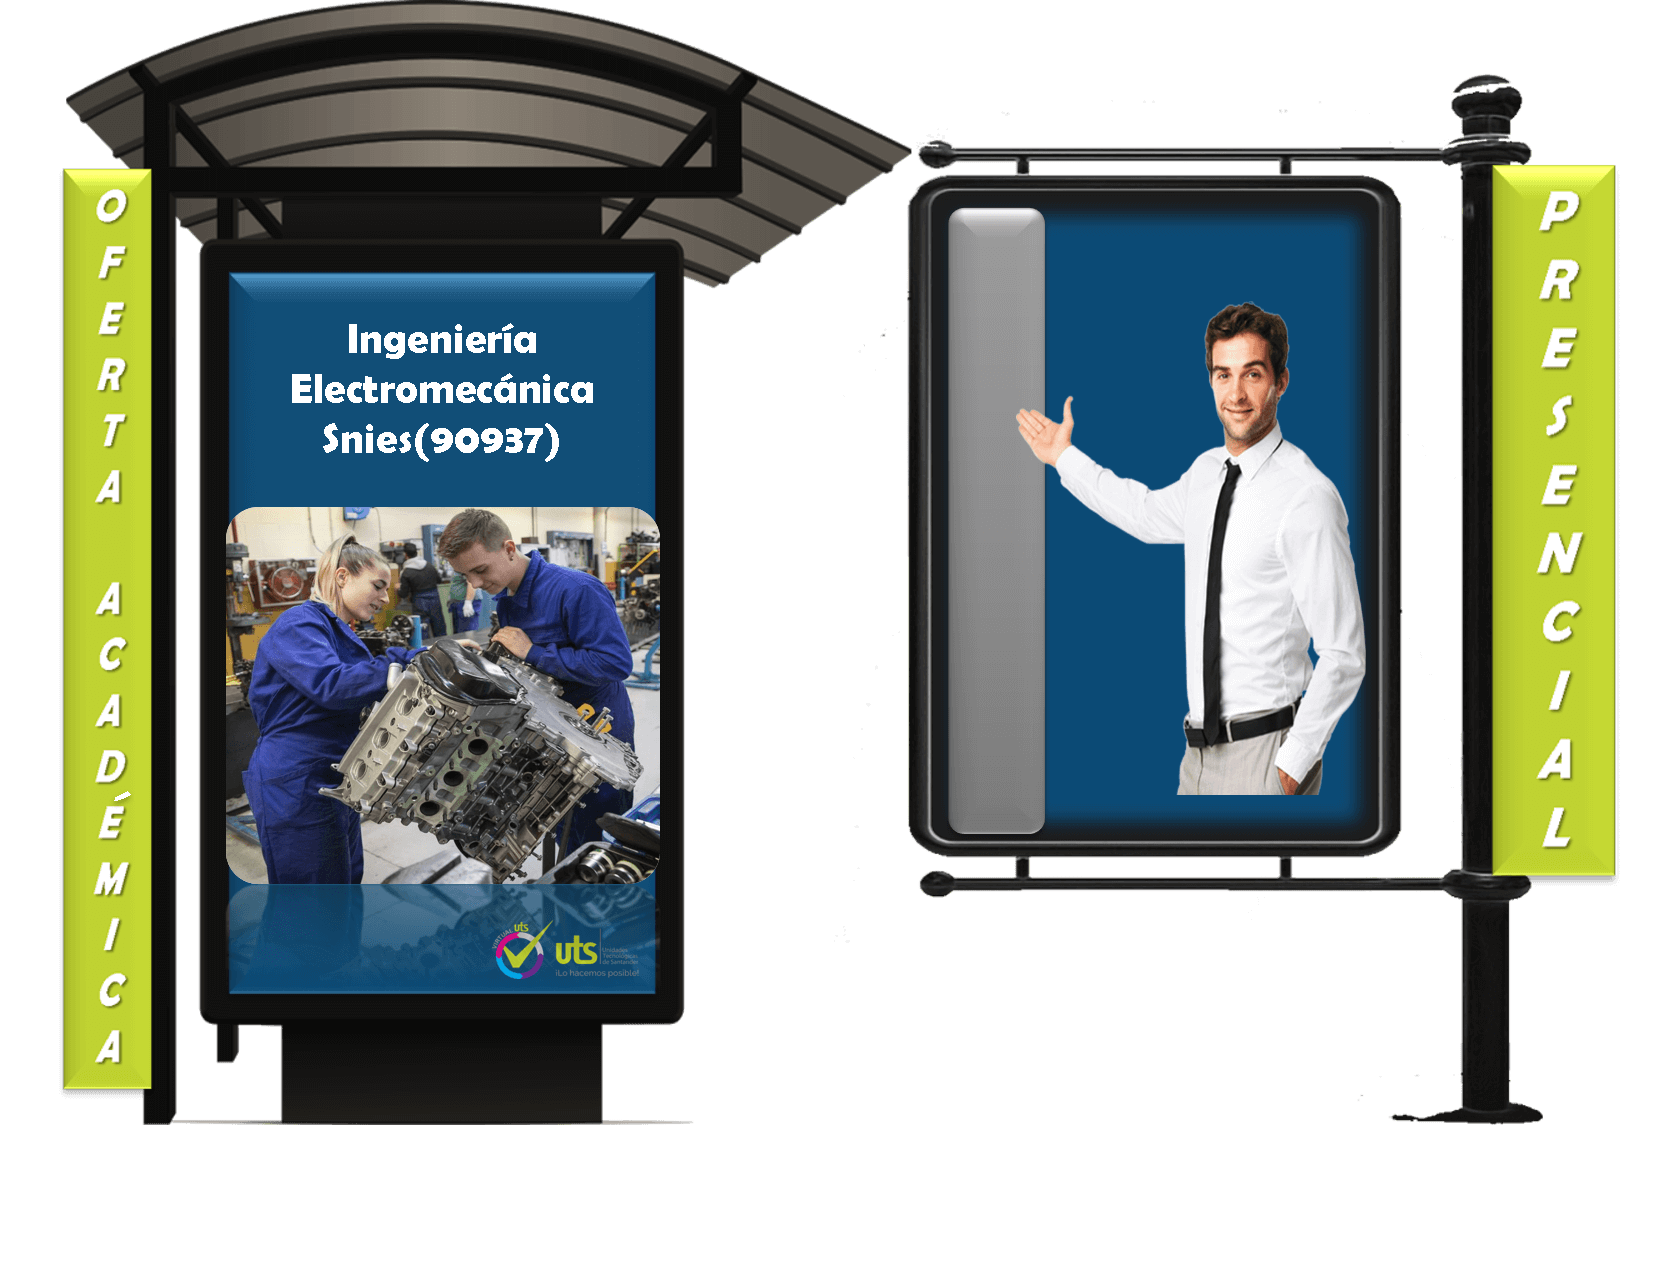 OFERTA ACADÉMICA
Ingeniería
Electromecánica
Snies(90937)
VIRTUAL uts
uts
Unidades
Tecnológicas
de Santander
¡Lo hacemos posible!
PRESENCIAL